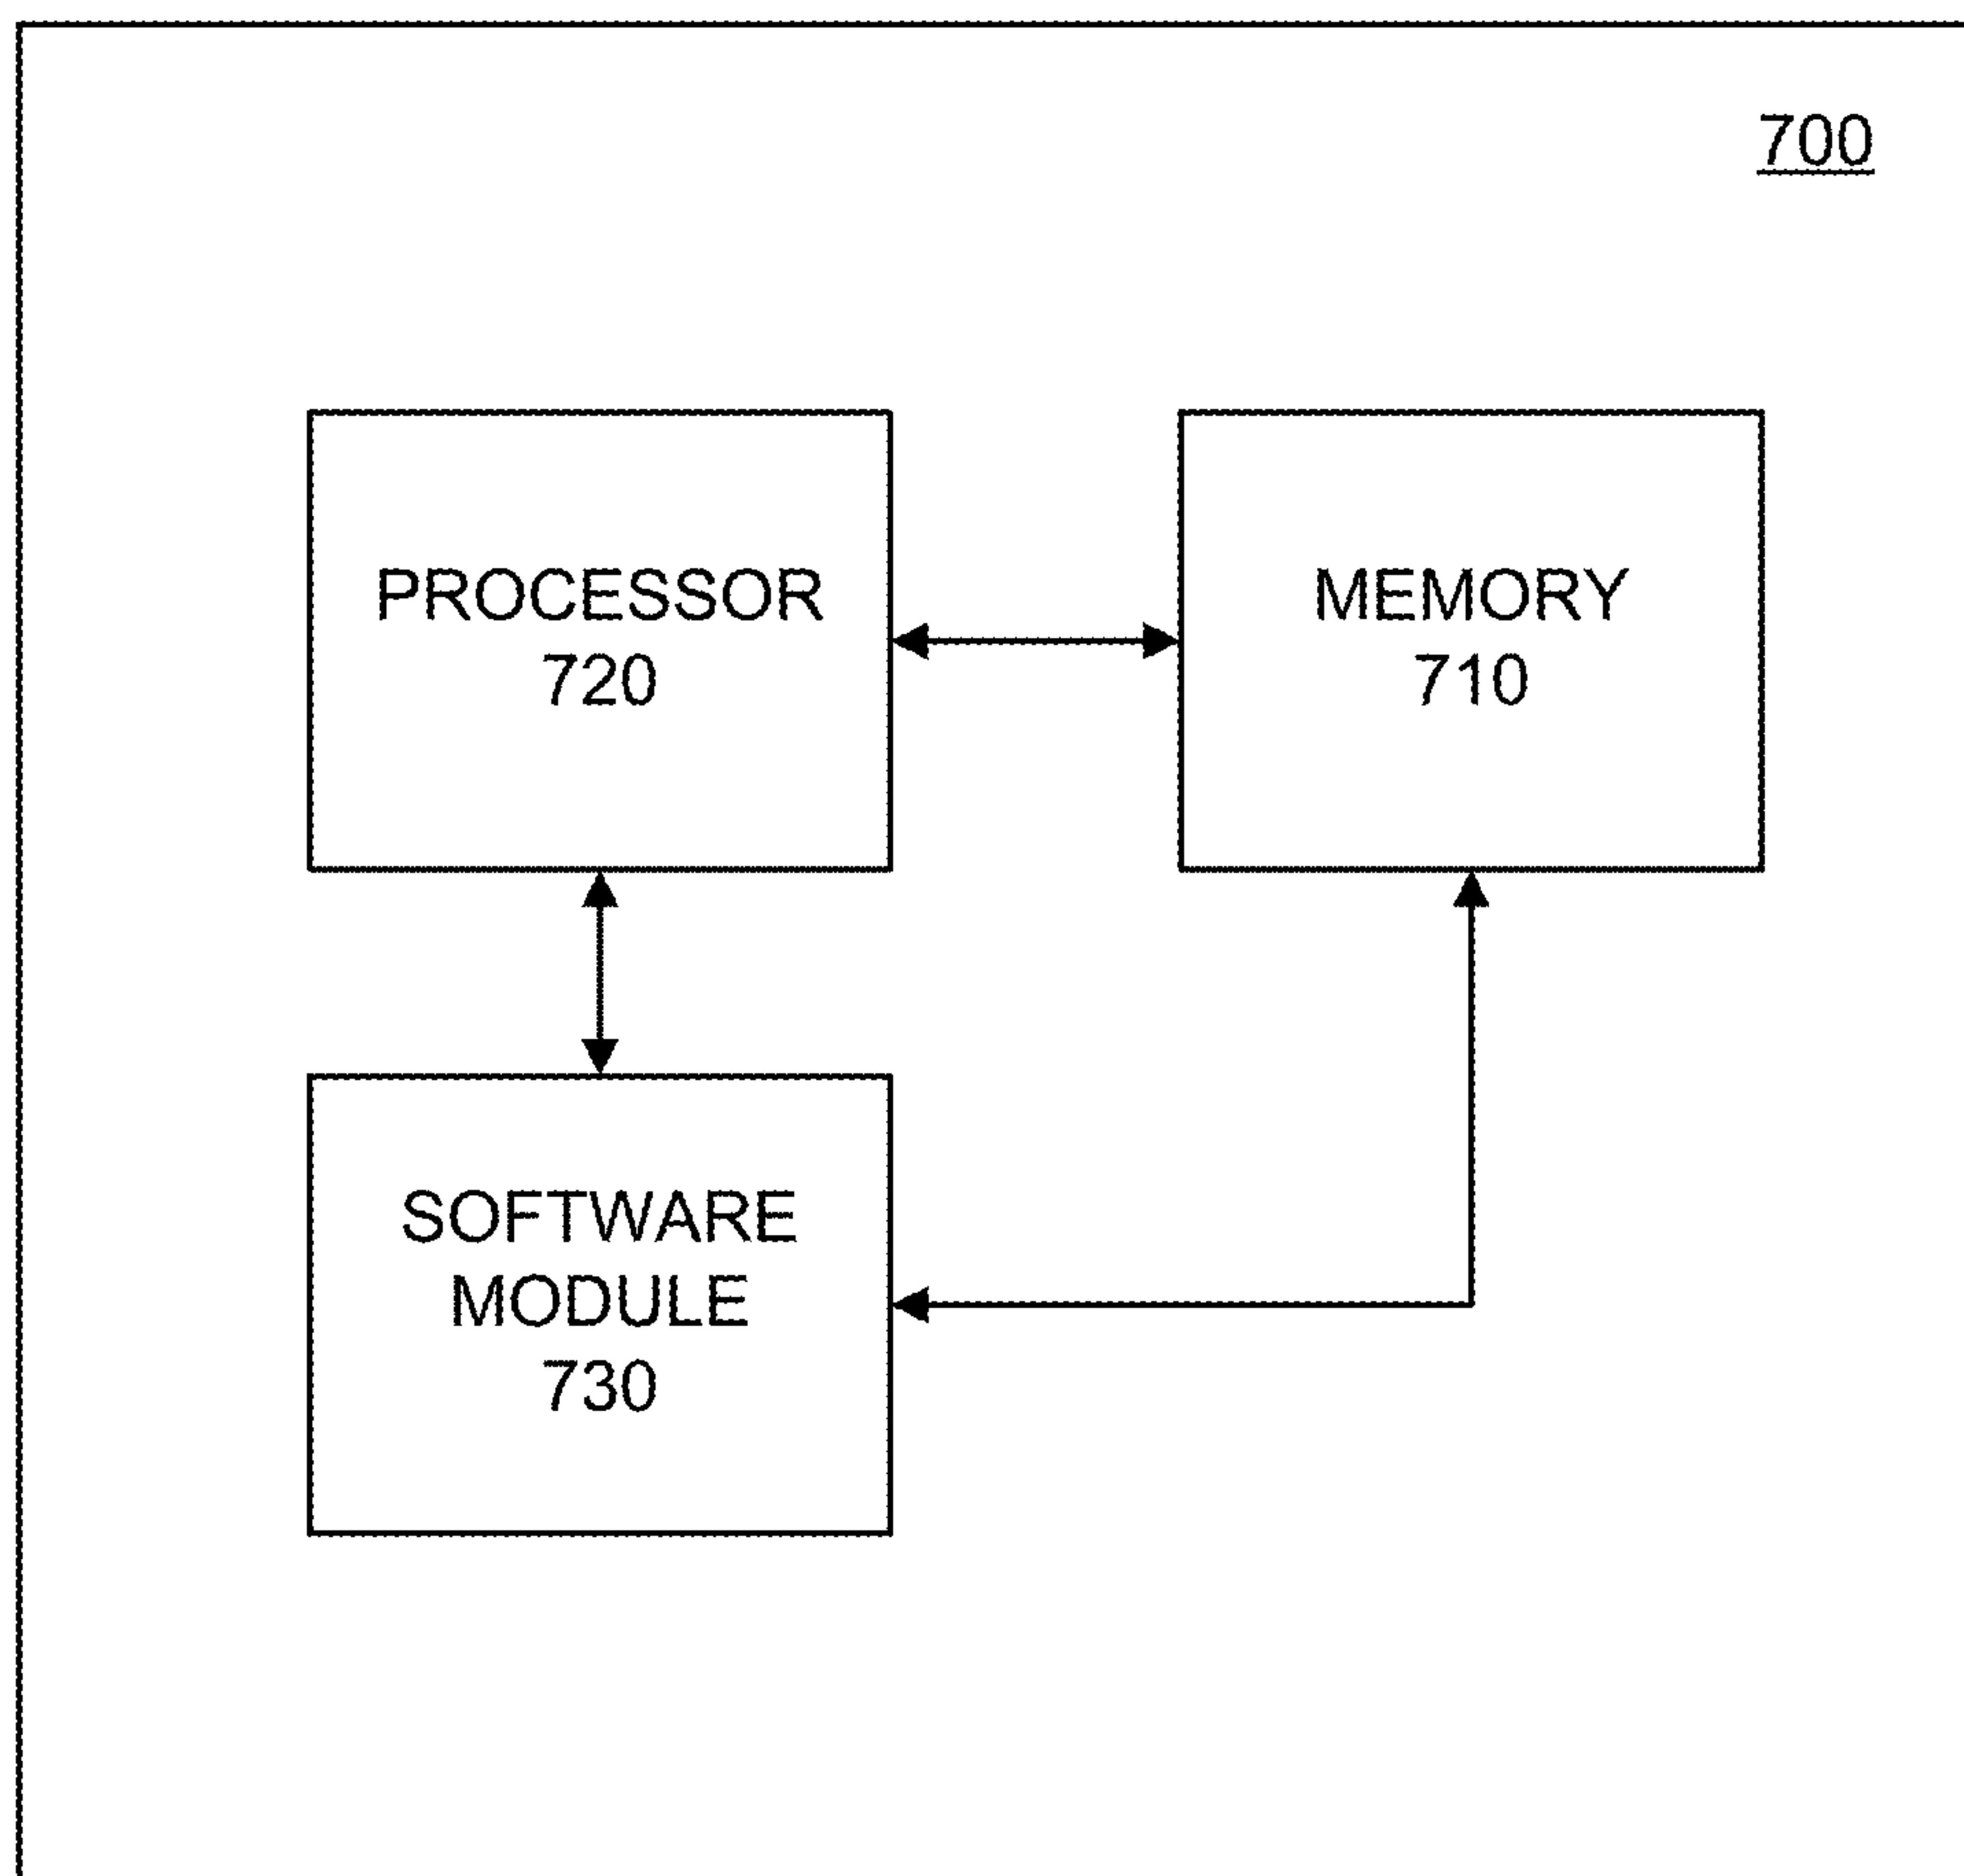 700
PROCESSOR
720
MEMORY
710
SOFTWARE
MODULE
730